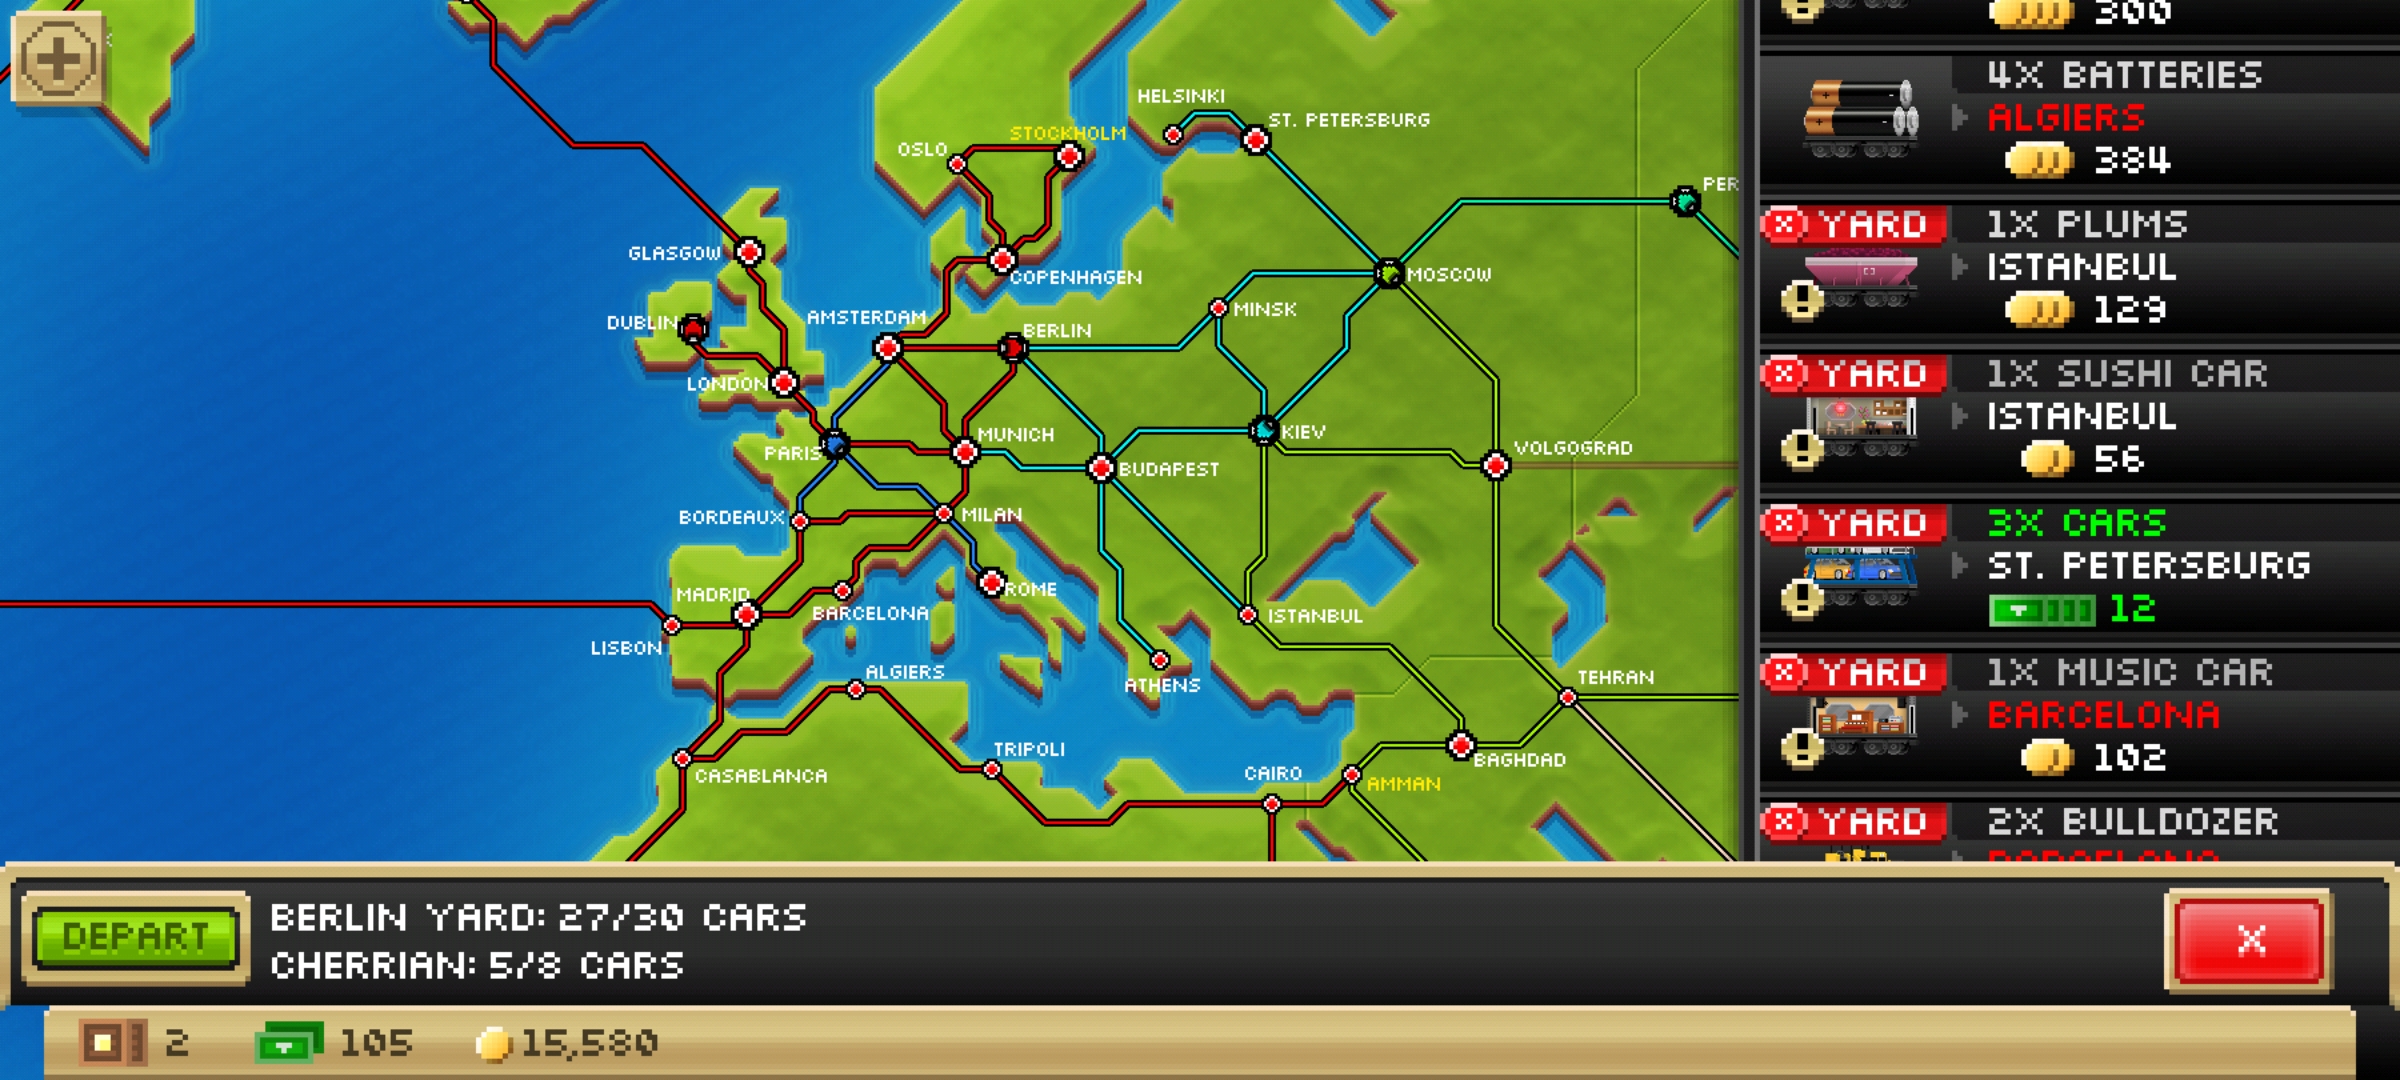 300
4X BATTERIES
ALGIERS
384
YARD
1X PLUMS
ISTANBUL
129
YARD
1X SUSHI CAR
ISTANBUL
56
YARD
3X CARS
ST. PETERSBURG
12
YARD
1X MUSIC CAR
BARCELONA
102
YARD
2X BULLDOZER
BARCELONA
HELSINKI
ST. PETERSBURG
STOCKHOLM
OSLO
PER
GLASGOW
COPENHAGEN
MOSCOW
MINSK
DUBLIN
AMSTERDAM
BERLIN
LONDON
PARIS
MUNICH
KIEV
VOLGOGRAD
BUDAPEST
BORDEAUX
MILAN
MADRID
ROME
BARCELONA
ISTANBUL
LISBON
ALGIERS
ATHENS
TEHRAN
TRIPOLI
CASABLANCA
CAIRO
BAGHDAD
AMMAN
DEPART
BERLIN YARD: 27/30 CARS
CHERRIAN: 5/8 CARS
X
2
105
15,580